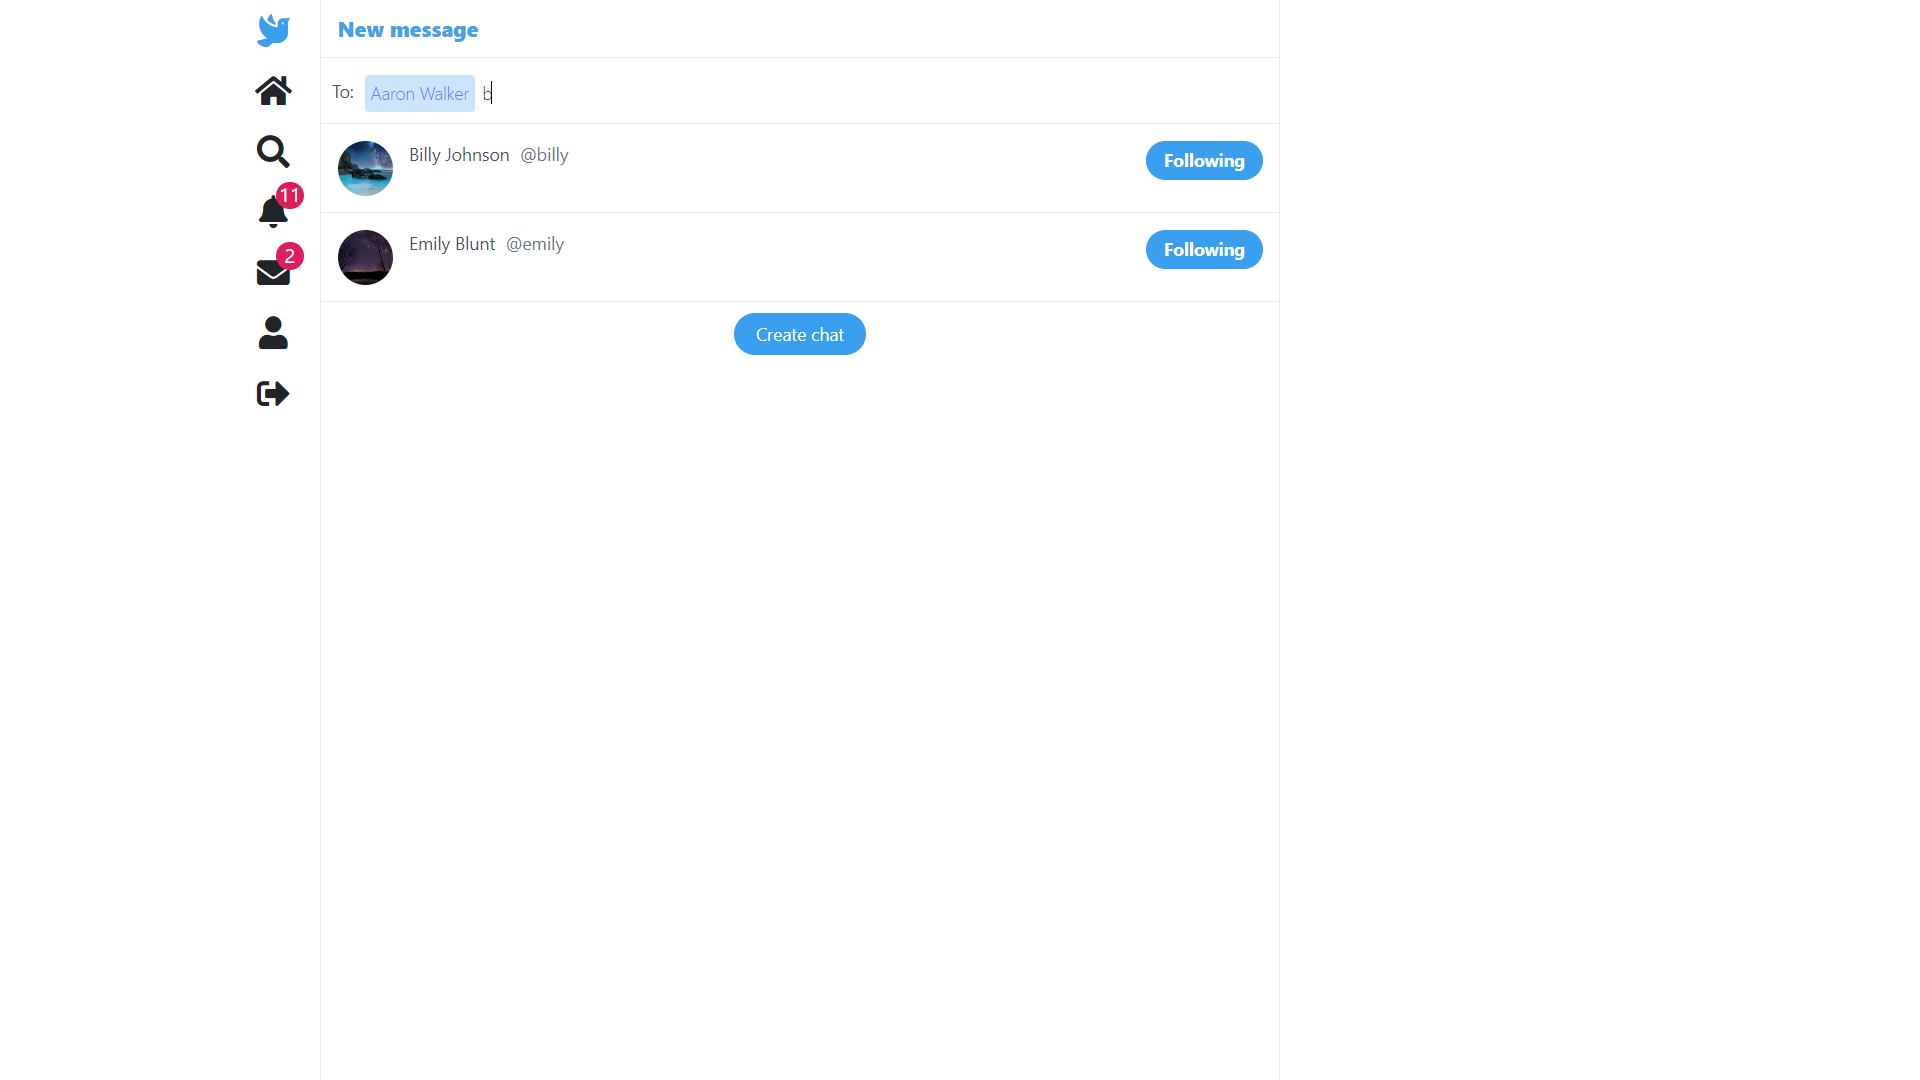 New message
To: Aaron Walker b
11
2
Billy Johnson @billy
Following
Emily Blunt @emily
Following
Create chat